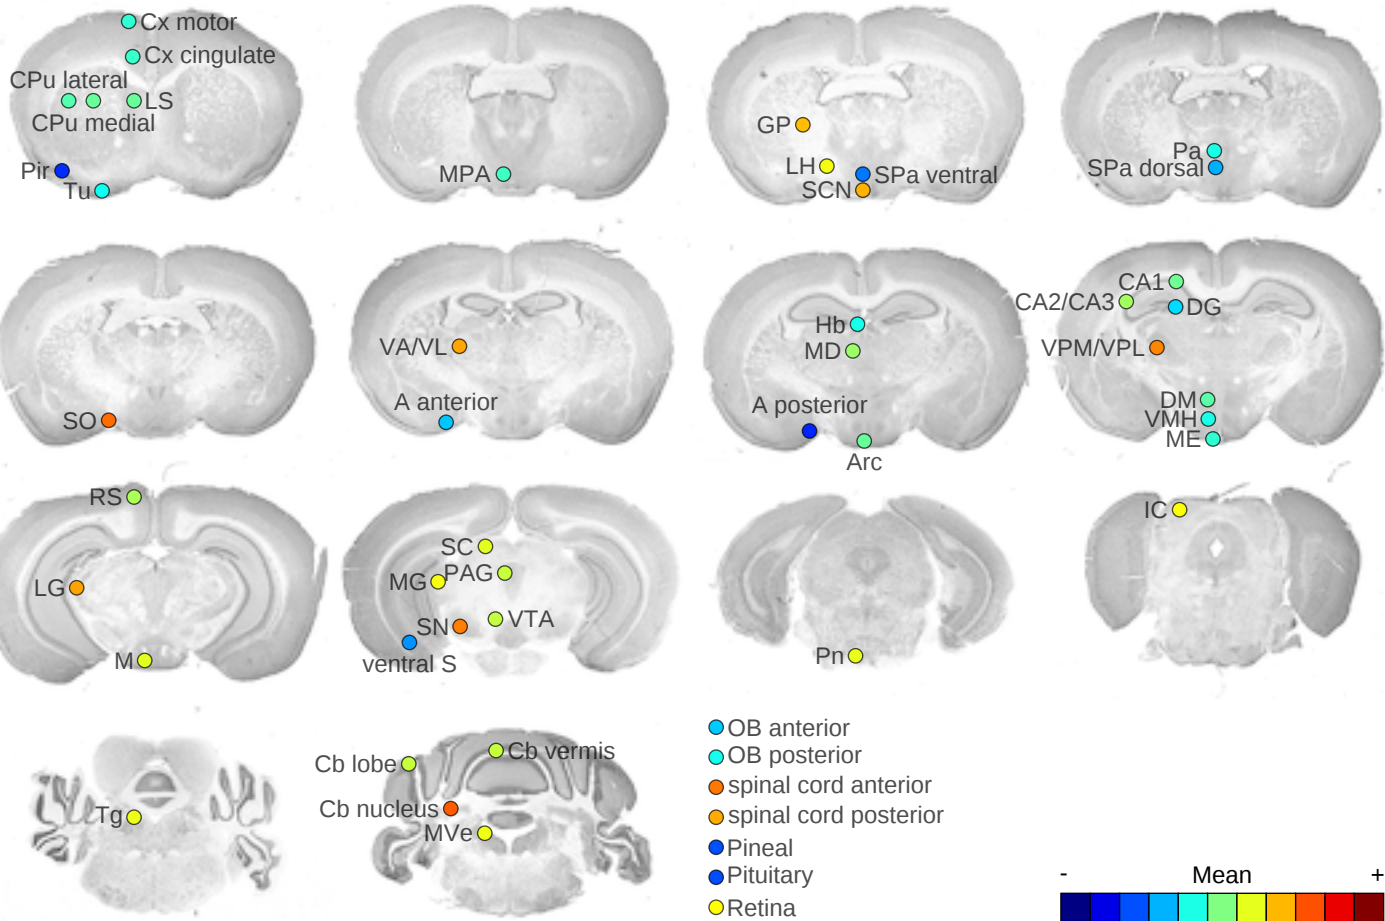 Cx motor
Cx cingulate
CPu lateral
LS
CPu medial
Pir
Tu
MPA
GP
LH
SPa ventral
SCN
Pa
SPa dorsal
SO
VA/VL
A anterior
Hb
MD
A posterior
Arc
CA1
CA2/CA3
DG
VPM/VPL
DM
VMH
ME
RS
LG
M
SC
MG
PAG
SN
VTA
ventral S
Pn
IC
Tg
Cb lobe
Cb vermis
Cb nucleus
MVe
OB anterior
OB posterior
spinal cord anterior
spinal cord posterior
Pineal
Pituitary
Retina
- Mean +